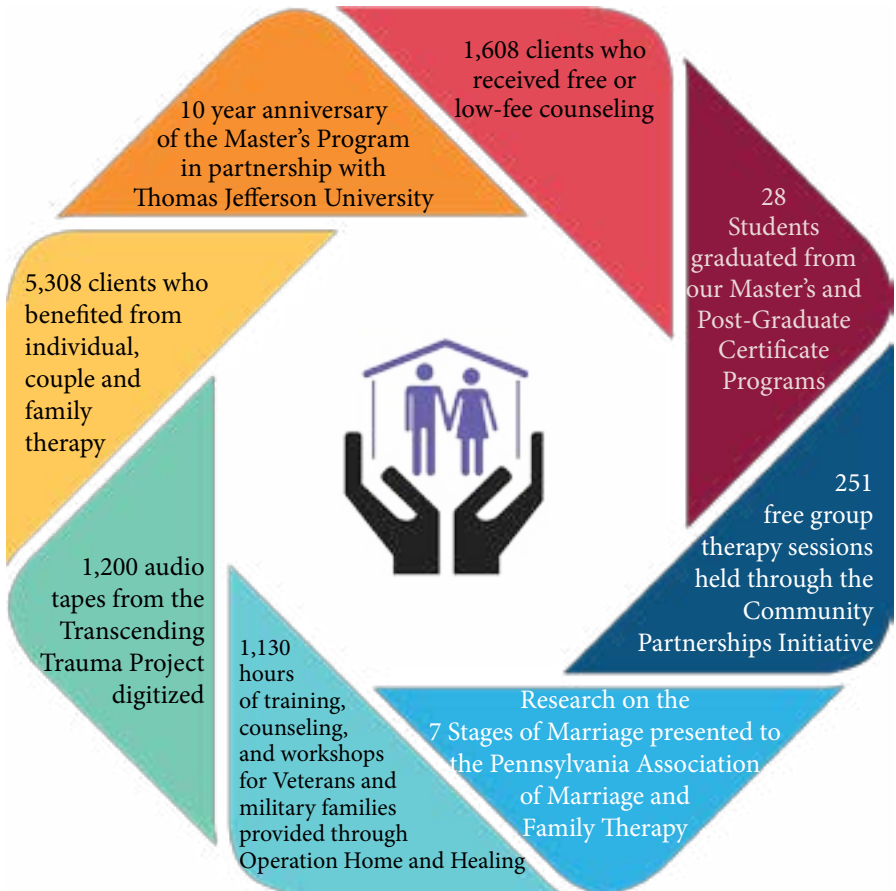 1,608 clients who
received free or
low-fee counseling
10 year anniversary
of the Master's Program
in partnership with
Thomas Jefferson University
28
Students
graduated from
our Master's and
Post-Graduate
Certificate
Programs
5,308 clients who
benefited from
individual,
couple and
family
therapy
251
free group
therapy sessions
held through the
Community
Partnerships Initiative
1,200 audio
tapes from the
Transcending
Trauma Project
digitized
1,130
hours
of training,
counseling,
and workshops
for Veterans and
military families
provided through
Operation Home and Healing
Research on the
7 Stages of Marriage presented to
the Pennsylvania Association
of Marriage and
Family Therapy